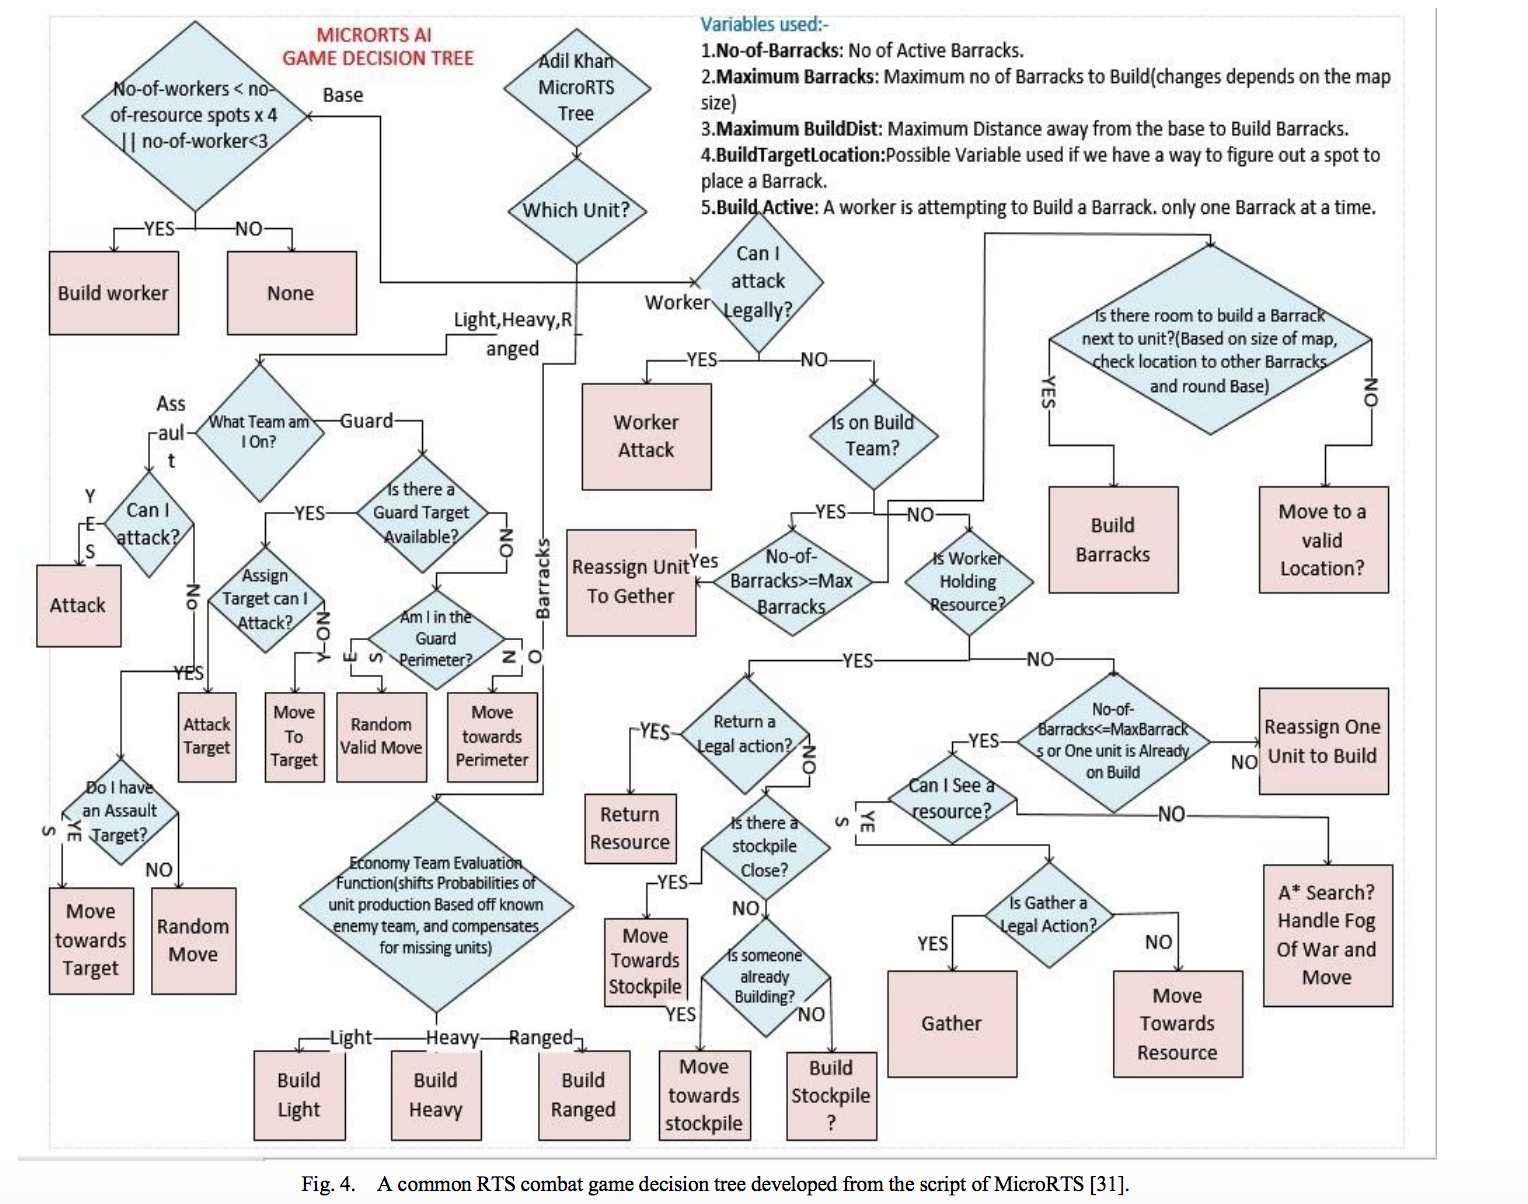 MICRORTS AI
GAME DECISION TREE
Variables used:-
1.No-of-Barracks: No of Active Barracks.
2.Maximum Barracks: Maximum no of Barracks to Build(changes depends on the map
size)
3.Maximum BuildDist: Maximum Distance away from the base to Build Barracks.
4.BuildTargetLocation:Possible Variable used if we have a way to figure out a spot to
place a Barrack.
5.Build Active: A worker is attempting to Build a Barrack. only one Barrack at a time.
Adil Khan
MicroRTS
Tree
Which Unit?
Base
No-of-workers < no-
of-resource spots x 4
|| no-of-worker<3
YES
NO
Build worker
None
Worker
Can I
attack
Legally?
YES
NO
Worker
Attack
Is on Build
Team?
YES
NO
No-of-
Barracks>=Max
Barracks
Yes
Reassign Unit
To Gether
Is there room to build a Barrack
next to unit?(Based on size of map,
check location to other Barracks
and round Base)
YES
NO
Build
Barracks
Move to a
valid
Location?
Is Worker
Holding
Resource?
YES
NO
Return a
Legal action?
YES
NO
Return
Resource
Is there a
stockpile
Close?
YES
NO
Move
Towards
Stockpile
Is someone
already
Building?
YES
NO
Move
towards
stockpile
Build
Stockpile
?
No-of-
Barracks<=MaxBarrack
s or One unit is Already
on Build
YES
NO
Reassign One
Unit to Build
Can I See a
resource?
YE
S
NO
A* Search?
Handle Fog
Of War and
Move
Is Gather a
Legal Action?
YES
NO
Gather
Move
Towards
Resource
Light,Heavy,R
anged
What Team am
I On?
Ass
aul
t
Guard
Can I
attack?
Y
E
S
NO
Attack
Do I have
an Assault
Target?
YE
S
NO
Move
towards
Target
Random
Move
Is there a
Guard Target
Available?
YES
NO
Assign
Target can I
Attack?
YES
NO
Y
Attack
Target
Move
To
Target
Am I in the
Guard
Perimeter?
E
S
N
O
Random
Valid Move
Move
towards
Perimeter
Barracks
Economy Team Evaluation
Function(shifts Probabilities of
unit production Based off known
enemy team, and compensates
for missing units)
Light
Heavy
Ranged
Build
Light
Build
Heavy
Build
Ranged
Fig. 4. A common RTS combat game decision tree developed from the script of MicroRTS [31].